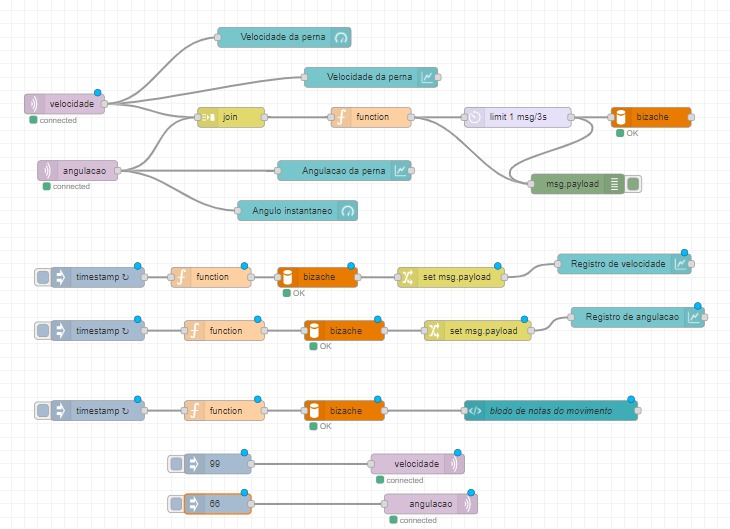 Velocidade da perna
Velocidade da perna
velocidade
connected
join
function
limit 1 msg/3s
bizache
OK
angulacao
connected
Angulacao da perna
msg.payload
Angulo instantaneo
timestamp ↻
function
bizache
OK
set msg.payload
Registro de velocidade
timestamp ↻
function
bizache
OK
set msg.payload
Registro de angulacao
timestamp ↻
function
bizache
OK
blodo de notas do movimento
99
velocidade
connected
66
angulacao
connected